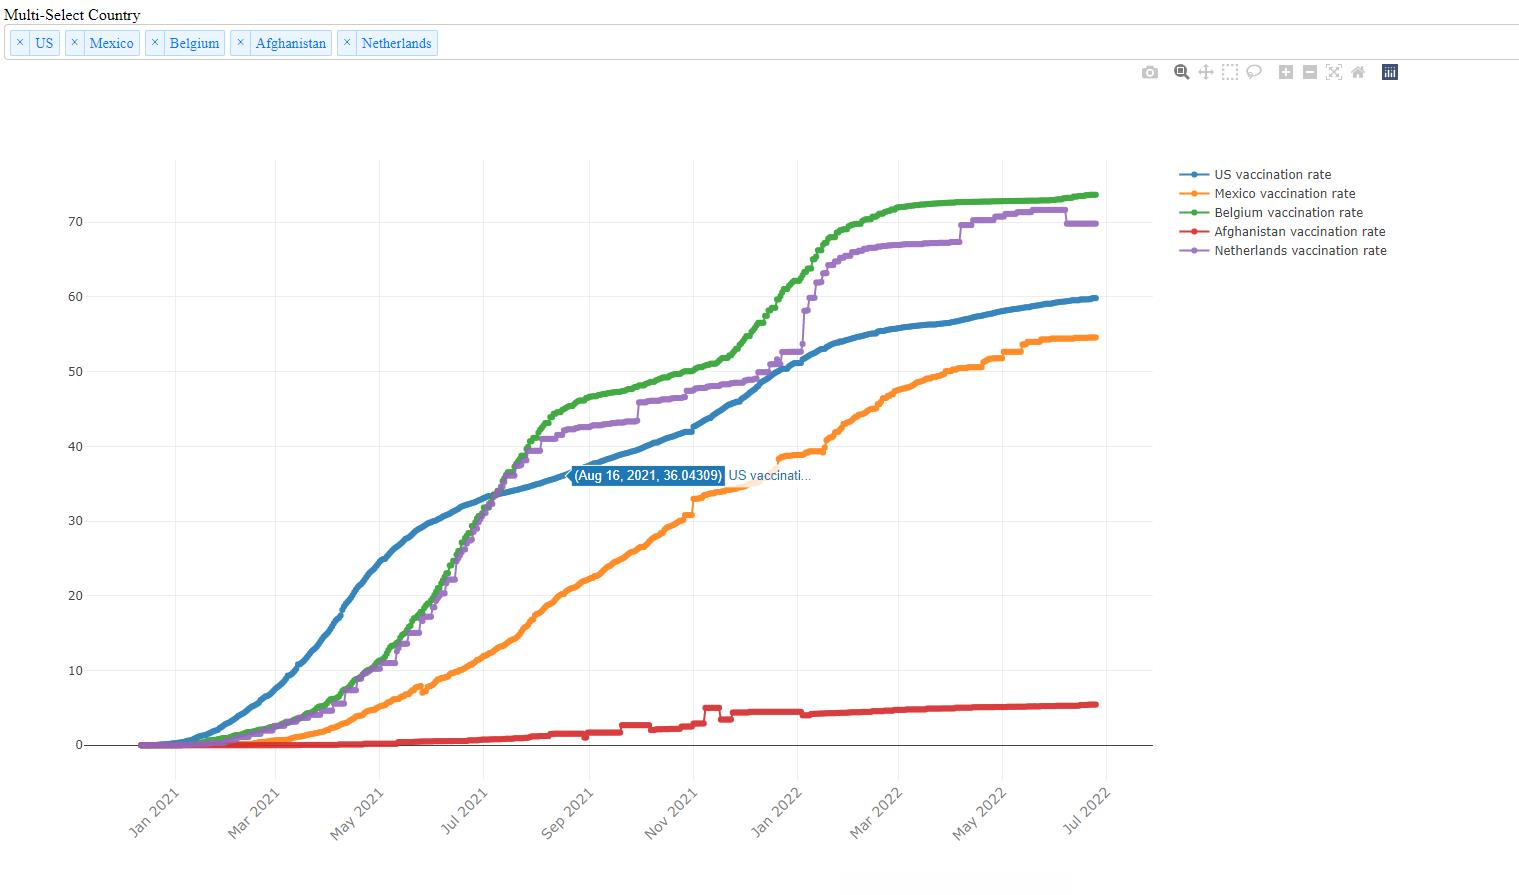 Multi-Select Country
× US × Mexico × Belgium × Afghanistan × Netherlands
US vaccination rate
Mexico vaccination rate
Belgium vaccination rate
Afghanistan vaccination rate
Netherlands vaccination rate
70
60
50
40
(Aug 16, 2021, 36.04309) US vaccinati...
30
20
10
0
Jan 2021
Mar 2021
May 2021
Jul 2021
Sep 2021
Nov 2021
Jan 2022
Mar 2022
May 2022
Jul 2022